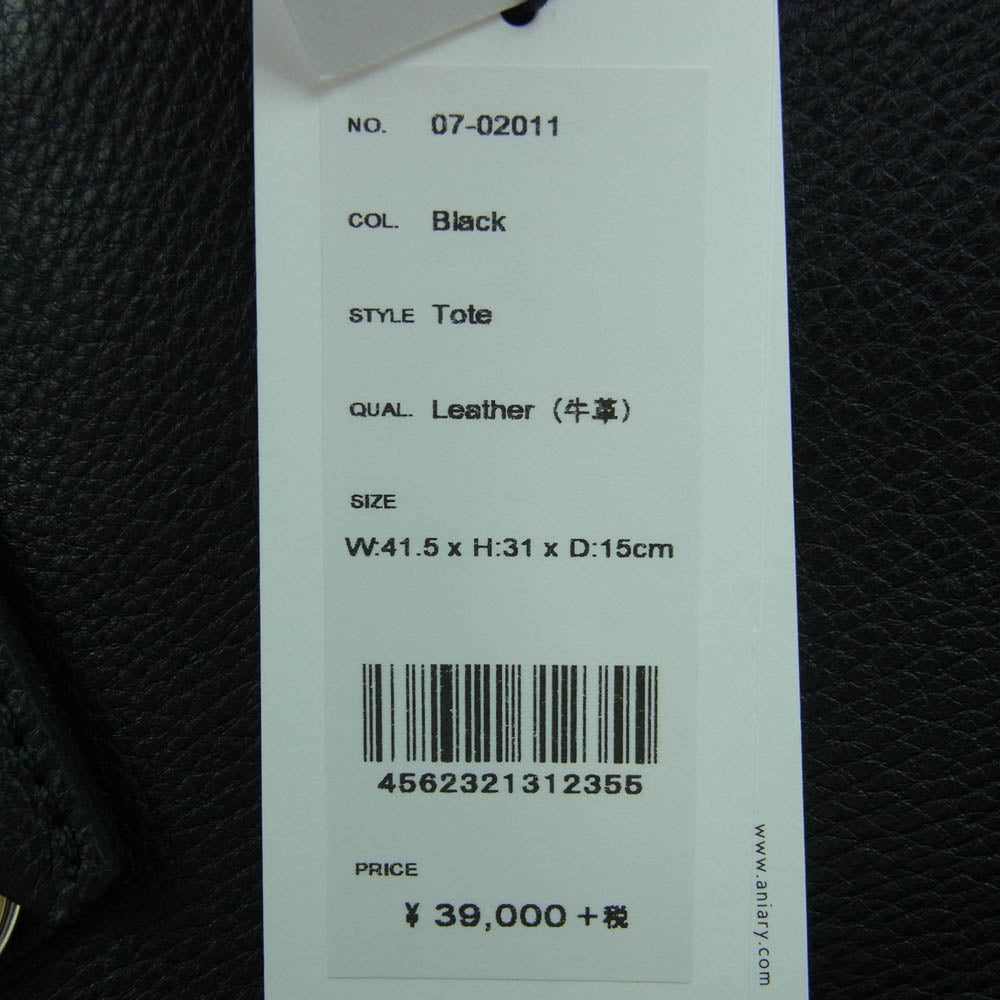 NO. 07-02011
COL. Black
STYLE Tote
QUAL. Leather (牛革)
SIZE
W:41.5 x H:31 x D:15cm
4562321312355
PRICE
¥ 39,000 +税
www.aniary.com